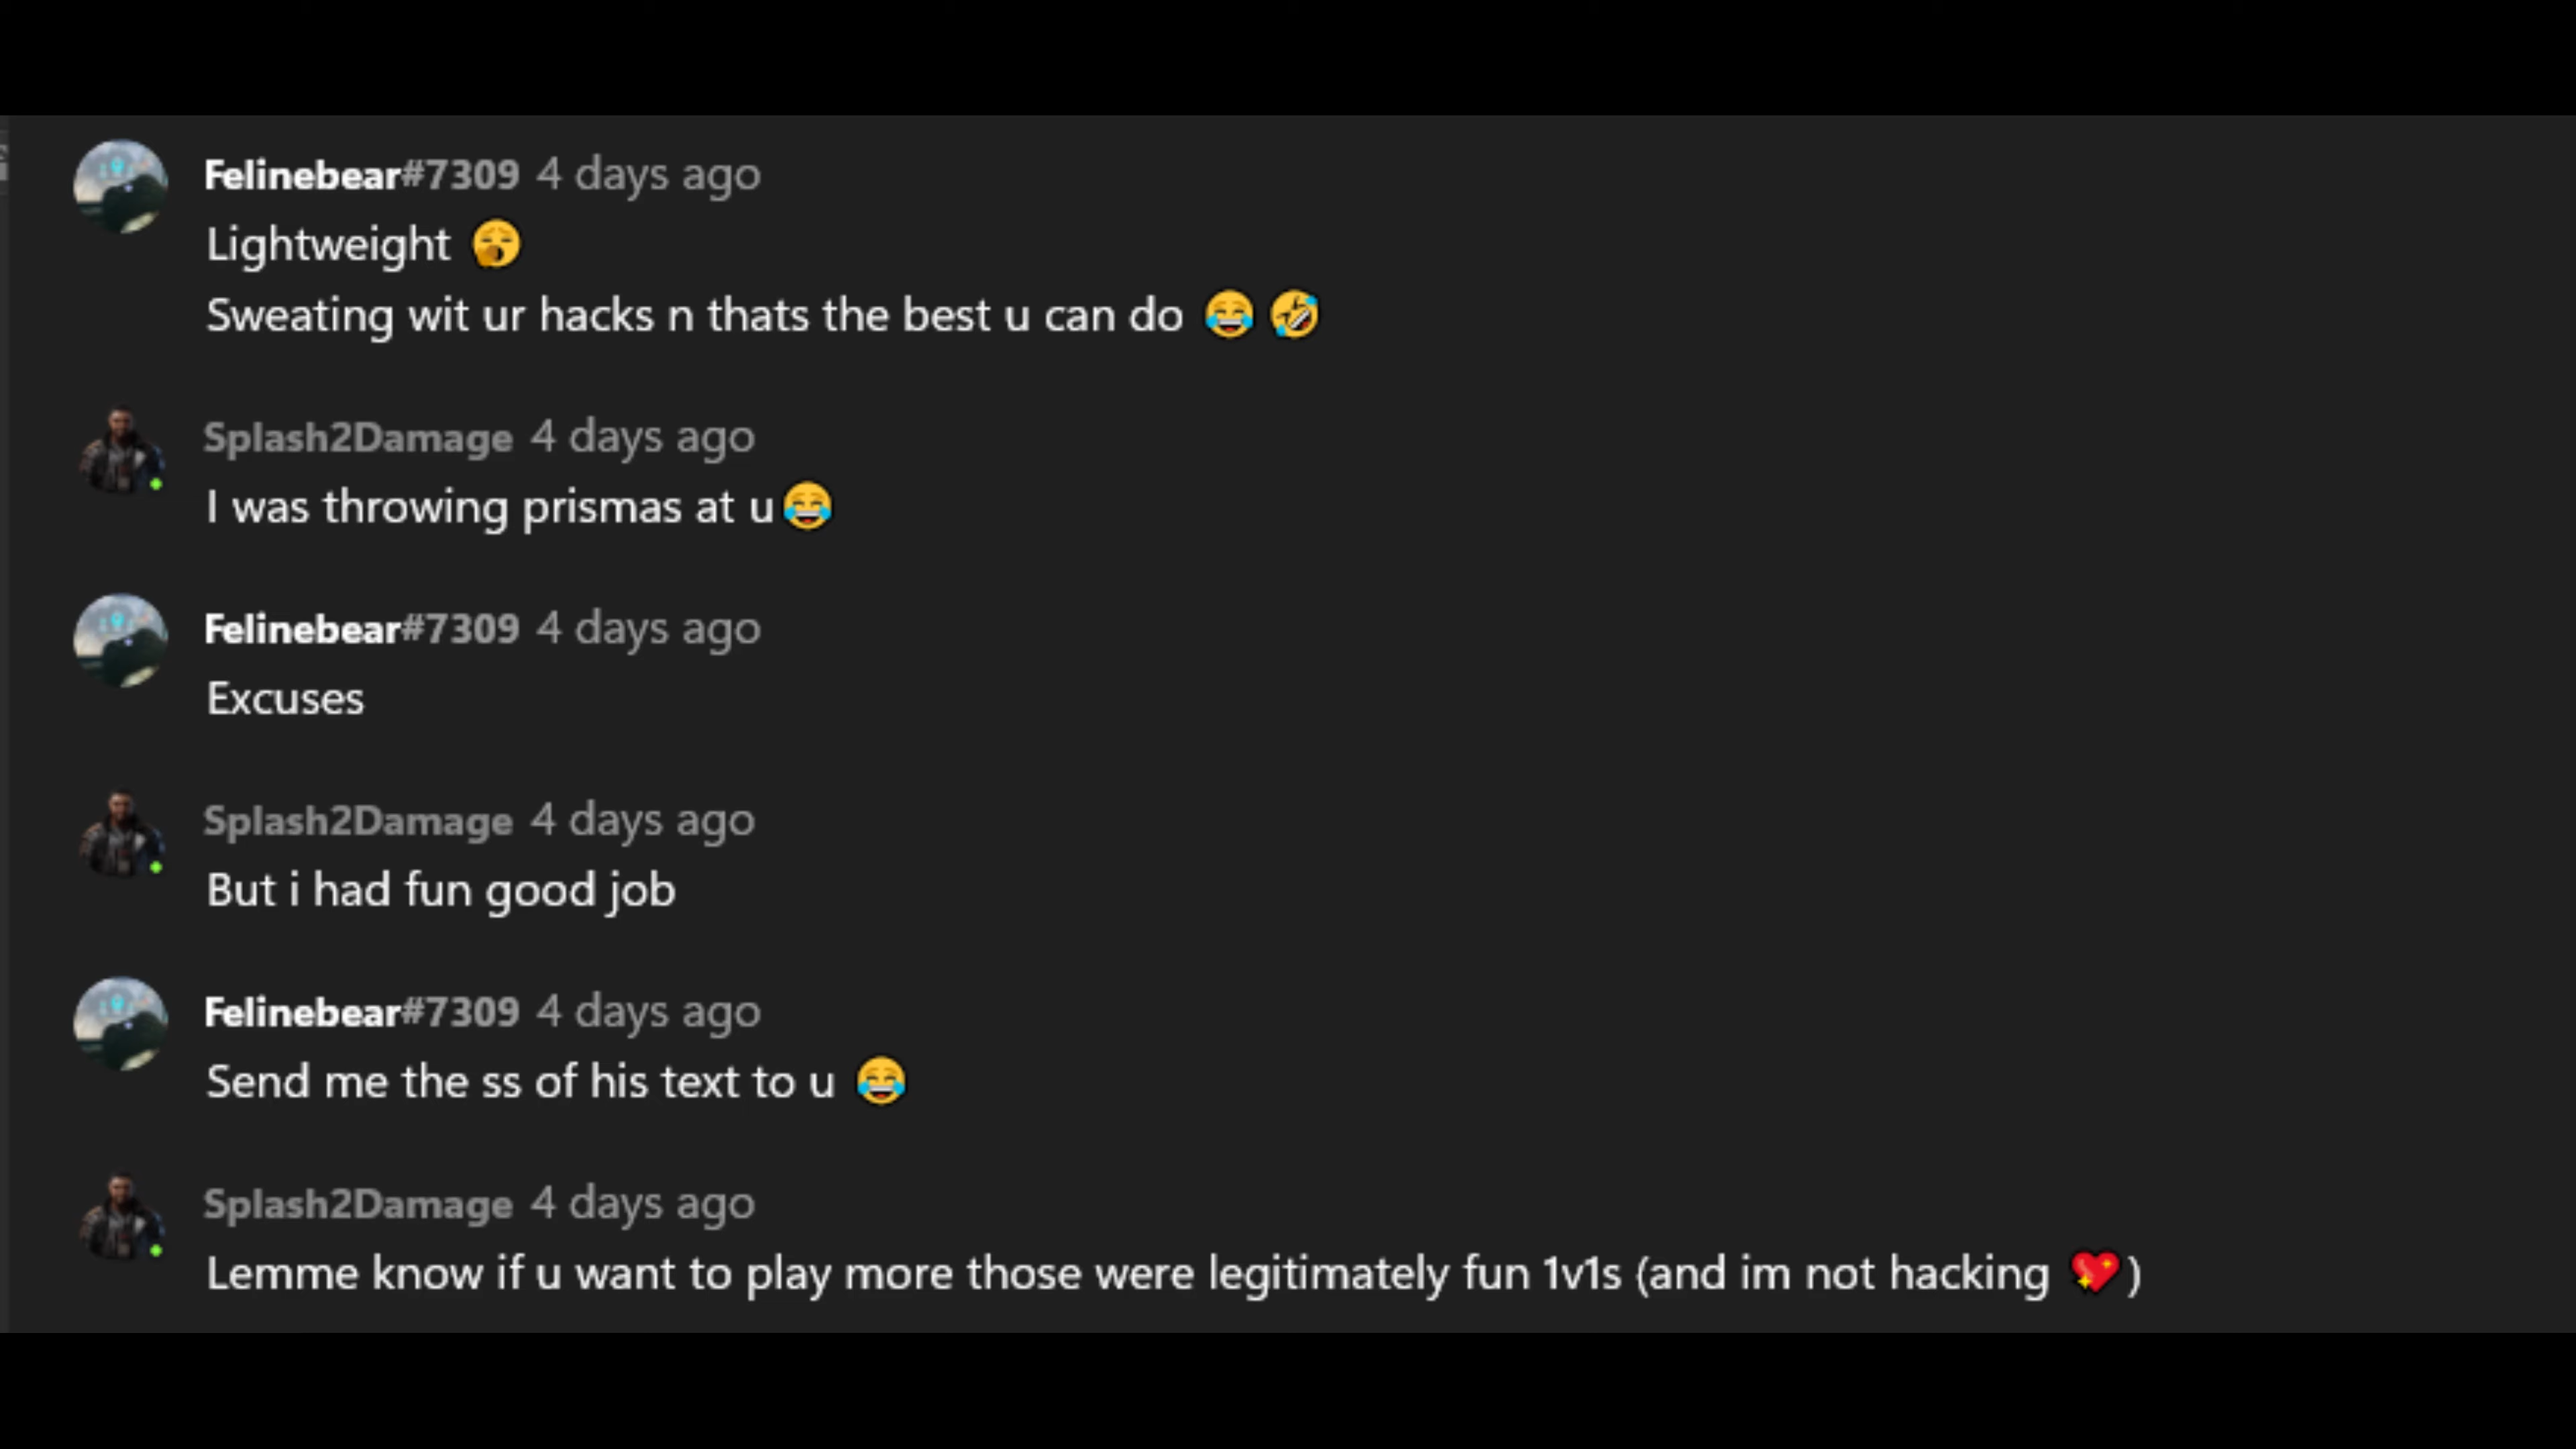 Felinebear#7309 4 days ago
Lightweight 🥱
Sweating wit ur hacks n thats the best u can do 😂 🤣
Splash2Damage 4 days ago
I was throwing prismas at u😂
Felinebear#7309 4 days ago
Excuses
Splash2Damage 4 days ago
But i had fun good job
Felinebear#7309 4 days ago
Send me the ss of his text to u 😂
Splash2Damage 4 days ago
Lemme know if u want to play more those were legitimately fun 1v1s (and im not hacking 💖)